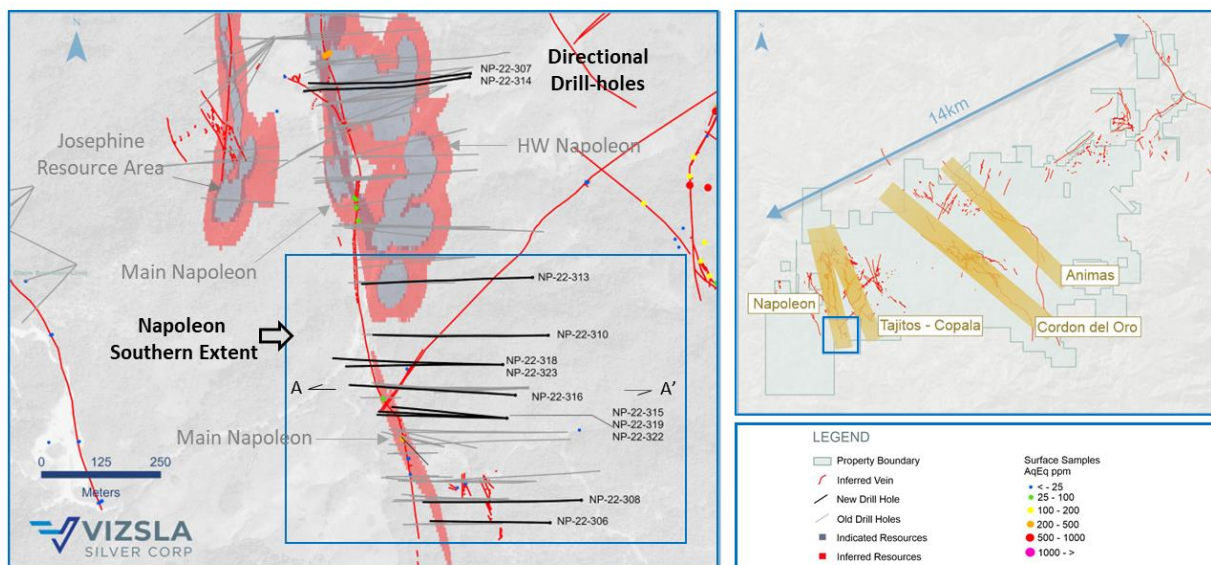 N
Directional
Drill-holes
NP-22-307
NP-22-314
Josephine
Resource Area
HW Napoleon
Main Napoleon
NP-22-313
Napoleon
Southern Extent
NP-22-310
NP-22-318
NP-22-323
A
A'
NP-22-316
NP-22-315
NP-22-319
NP-22-322
Main Napoleon
0 125 250
Meters
NP-22-308
NP-22-306
VIZSLA
SILVER CORP
N
14km
Napoleon
Tajitos - Copala
Animas
Cordon del Oro
LEGEND
Property Boundary
Inferred Vein
New Drill Hole
Old Drill Holes
Indicated Resources
Inferred Resources
Surface Samples
AqEq ppm
< - 25
25 - 100
100 - 200
200 - 500
500 - 1000
1000 - >